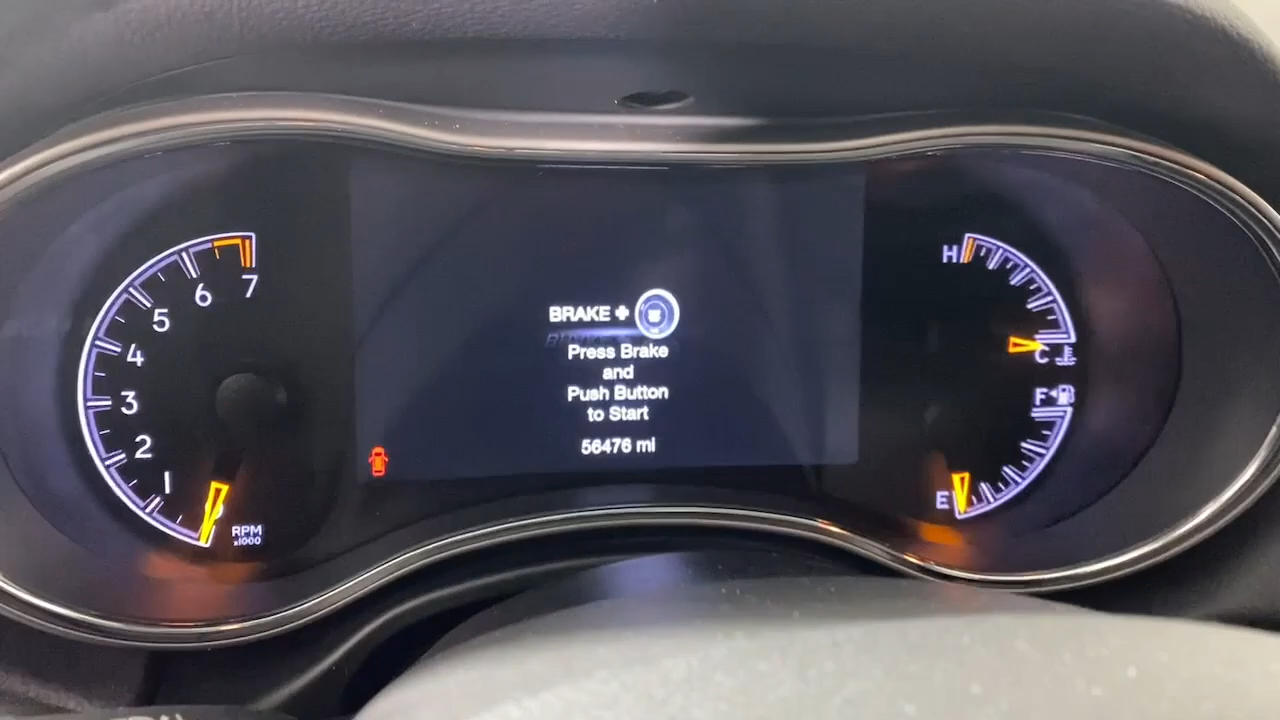 7
6
5
4
3
2
1
RPM
x1000
BRAKE +
Press Brake
and
Push Button
to Start
56476 mi
H
C
F
E